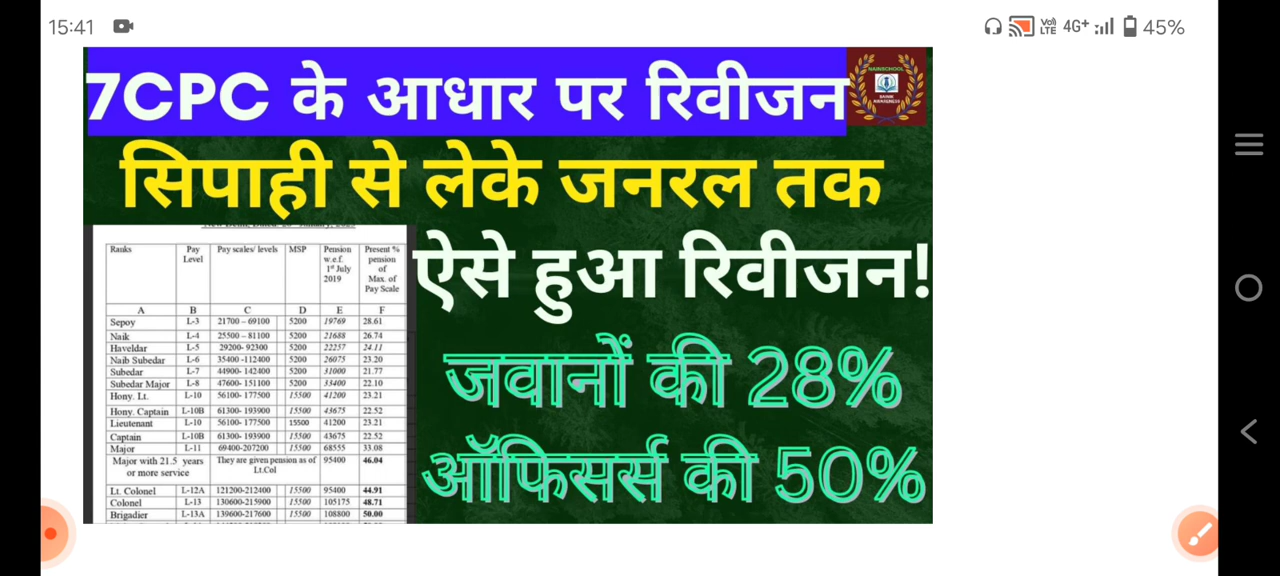 15:41
Vo)) LTE 4G+ 45%
7CPC के आधार पर रिवीजन
NAINSCHOOL
SAINIK
AWARENESS
सिपाही से लेके जनरल तक
ऐसे हुआ रिवीजन!
जवानों की 28%
ऑफिसर्स की 50%
Ranks Pay Level Pay scales/ levels MSP Pension w.e.f. 1st July 2019 Present % pension of Max. of Pay Scale
A B C D E F
Sepoy L-3 21700 – 69100 5200 19769 28.61
Naik L-4 25500 – 81100 5200 21688 26.74
Haveldar L-5 29200- 92300 5200 22257 24.11
Naib Subedar L-6 35400 -112400 5200 26075 23.20
Subedar L-7 44900- 142400 5200 31000 21.77
Subedar Major L-8 47600- 151100 5200 33400 22.10
Hony. Lt. L-10 56100- 177500 15500 41200 23.21
Hony. Captain L-10B 61300- 193900 15500 43675 22.52
Lieutenant L-10 56100- 177500 15500 41200 23.21
Captain L-10B 61300- 193900 15500 43675 22.52
Major L-11 69400-207200 15500 68555 33.08
Major with 21.5 years or more service They are given pension as of Lt.Col 95400 46.04
Lt. Colonel L-12A 121200-212400 15500 95400 44.91
Colonel L-13 130600-215900 15500 105175 48.71
Brigadier L-13A 139600-217600 15500 108800 50.00